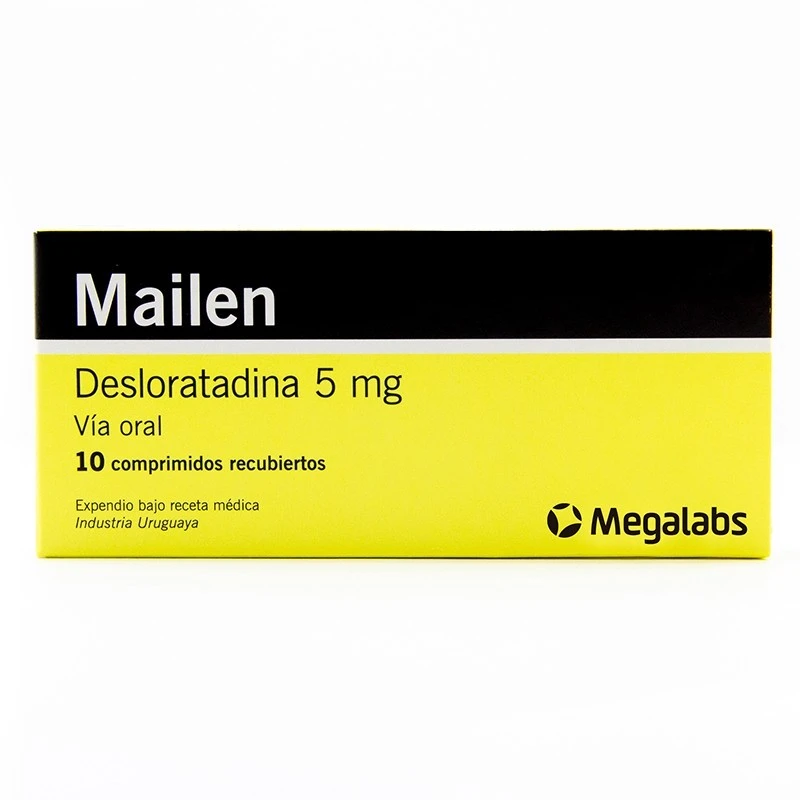 Mailen
Desloratadina 5 mg
Vía oral
10 comprimidos recubiertos
Expendio bajo receta médica
Industria Uruguaya
Megalabs